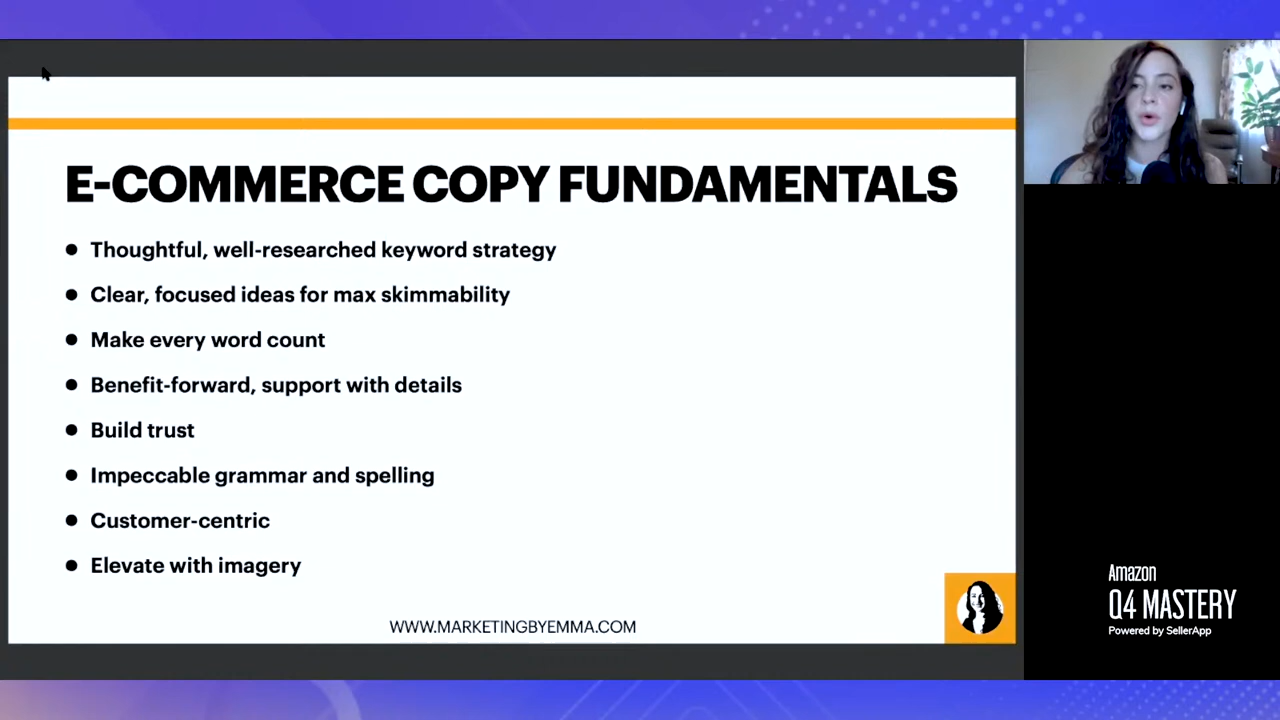 E-COMMERCE COPY FUNDAMENTALS
Thoughtful, well-researched keyword strategy
Clear, focused ideas for max skimmability
Make every word count
Benefit-forward, support with details
Build trust
Impeccable grammar and spelling
Customer-centric
Elevate with imagery
WWW.MARKETINGBYEMMA.COM
Amazon
Q4 MASTERY
Powered by SellerApp